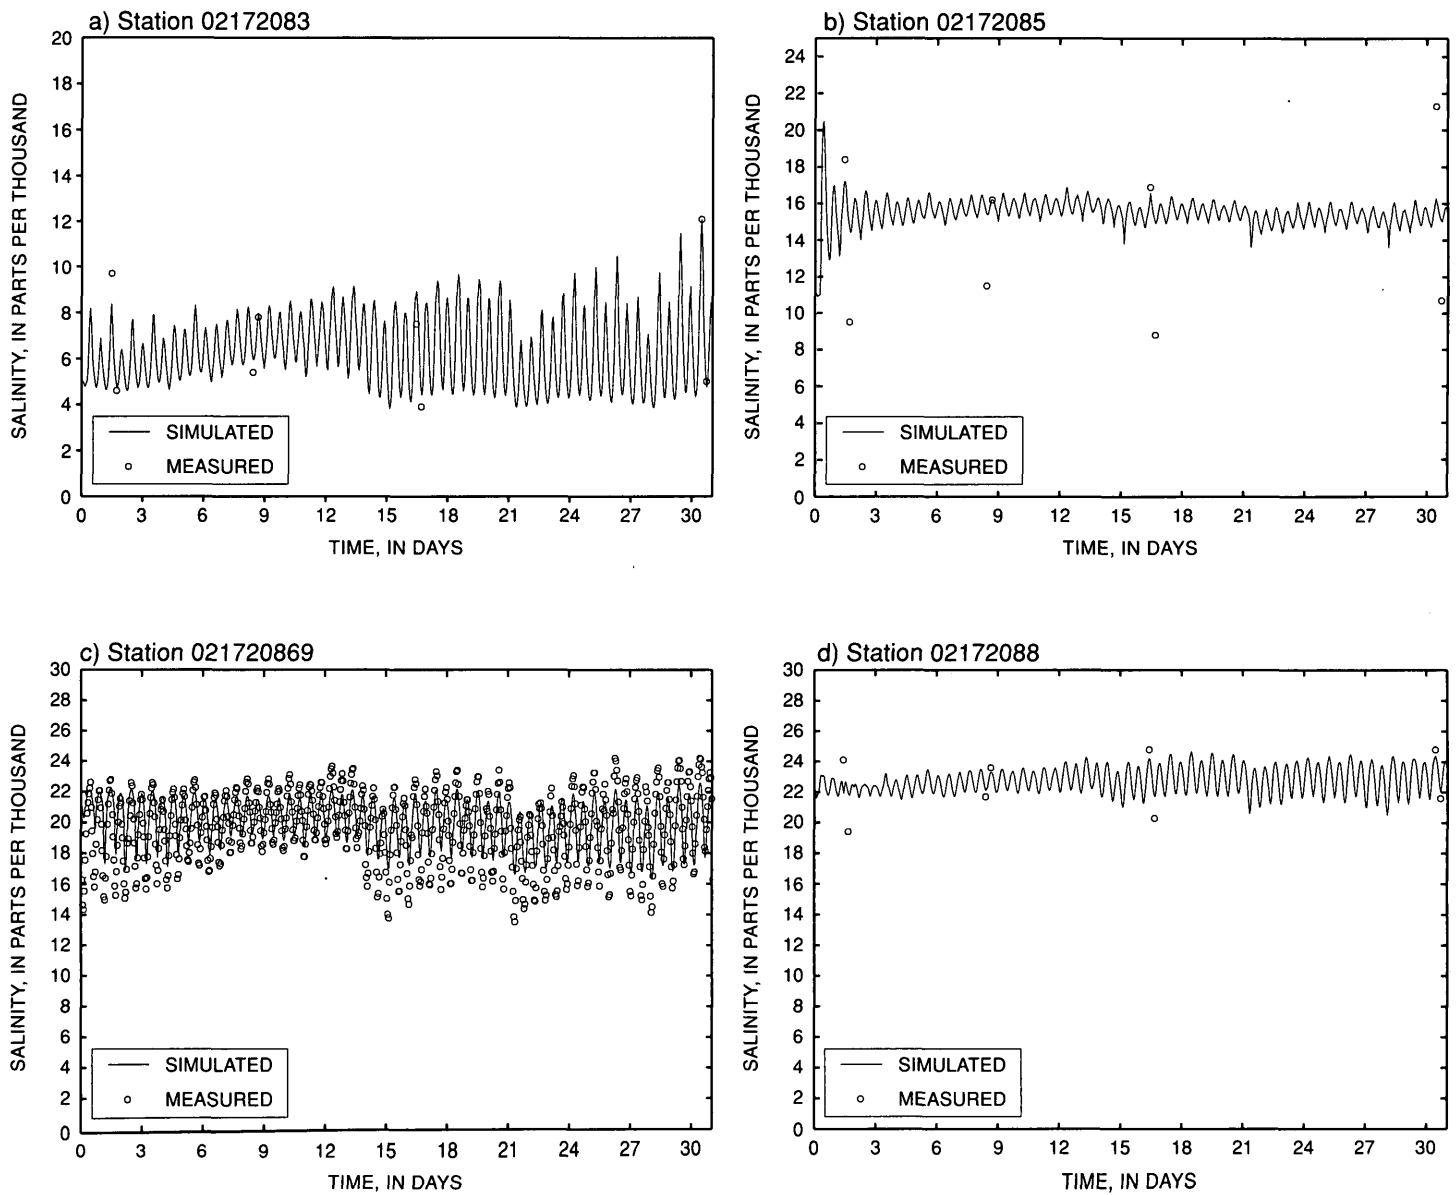 a) Station 02172083
SALINITY, IN PARTS PER THOUSAND
20
18
16
14
12
10
8
6
4
2
0
SIMULATED
MEASURED
0 3 6 9 12 15 18 21 24 27 30
TIME, IN DAYS
b) Station 02172085
SALINITY, IN PARTS PER THOUSAND
24
22
20
18
16
14
12
10
8
6
4
2
0
SIMULATED
MEASURED
0 3 6 9 12 15 18 21 24 27 30
TIME, IN DAYS
c) Station 021720869
SALINITY, IN PARTS PER THOUSAND
30
28
26
24
22
20
18
16
14
12
10
8
6
4
2
0
SIMULATED
MEASURED
0 3 6 9 12 15 18 21 24 27 30
TIME, IN DAYS
d) Station 02172088
SALINITY, IN PARTS PER THOUSAND
30
28
26
24
22
20
18
16
14
12
10
8
6
4
2
0
SIMULATED
MEASURED
0 3 6 9 12 15 18 21 24 27 30
TIME, IN DAYS